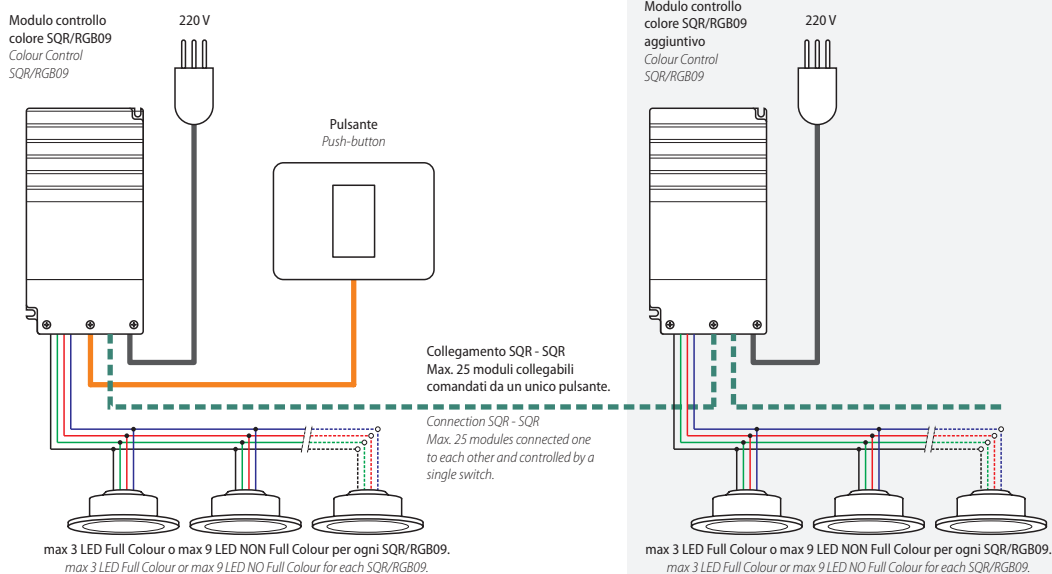 Modulo controllo
colore SQR/RGB09
Colour Control
SQR/RGB09
220 V
Pulsante
Push-button
Collegamento SQR - SQR
Max. 25 moduli collegabili
comandati da un unico pulsante.
Connection SQR - SQR
Max. 25 modules connected one
to each other and controlled by a
single switch.
max 3 LED Full Colour o max 9 LED NON Full Colour per ogni SQR/RGB09.
max 3 LED Full Colour or max 9 LED NO Full Colour for each SQR/RGB09.
Modulo controllo
colore SQR/RGB09
aggiuntivo
Colour Control
SQR/RGB09
220 V
max 3 LED Full Colour o max 9 LED NON Full Colour per ogni SQR/RGB09.
max 3 LED Full Colour or max 9 LED NO Full Colour for each SQR/RGB09.